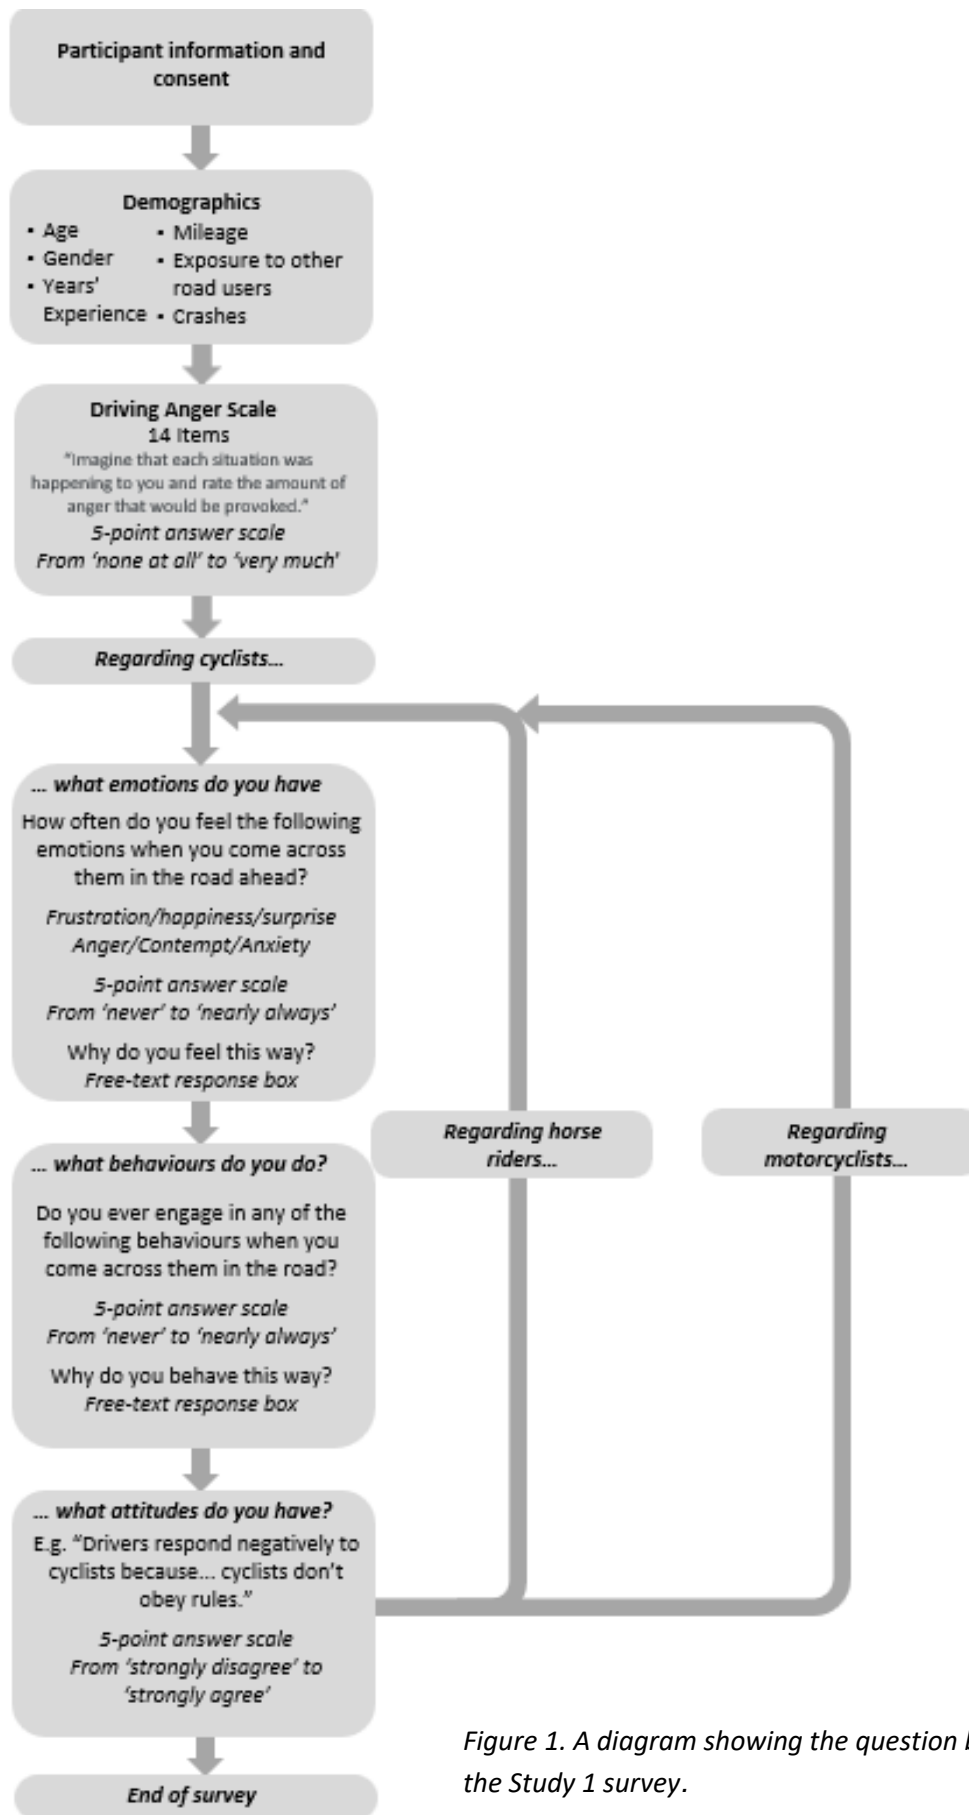 Participant information and
consent
Demographics
▪ Age
▪ Gender
▪ Years'
Experience
▪ Mileage
▪ Exposure to other
road users
▪ Crashes
Driving Anger Scale
14 Items
"Imagine that each situation was
happening to you and rate the amount of
anger that would be provoked."
5-point answer scale
From ‘none at all’ to ‘very much’
Regarding cyclists...
... what emotions do you have
How often do you feel the following
emotions when you come across
them in the road ahead?
Frustration/happiness/surprise
Anger/Contempt/Anxiety
5-point answer scale
From ‘never’ to ‘nearly always’
Why do you feel this way?
Free-text response box
... what behaviours do you do?
Do you ever engage in any of the
following behaviours when you
come across them in the road?
5-point answer scale
From ‘never’ to ‘nearly always’
Why do you behave this way?
Free-text response box
... what attitudes do you have?
E.g. “Drivers respond negatively to
cyclists because... cyclists don’t
obey rules.”
5-point answer scale
From ‘strongly disagree’ to
‘strongly agree’
End of survey
Regarding horse
riders...
Regarding
motorcyclists...
Figure 1. A diagram showing the question
the Study 1 survey.